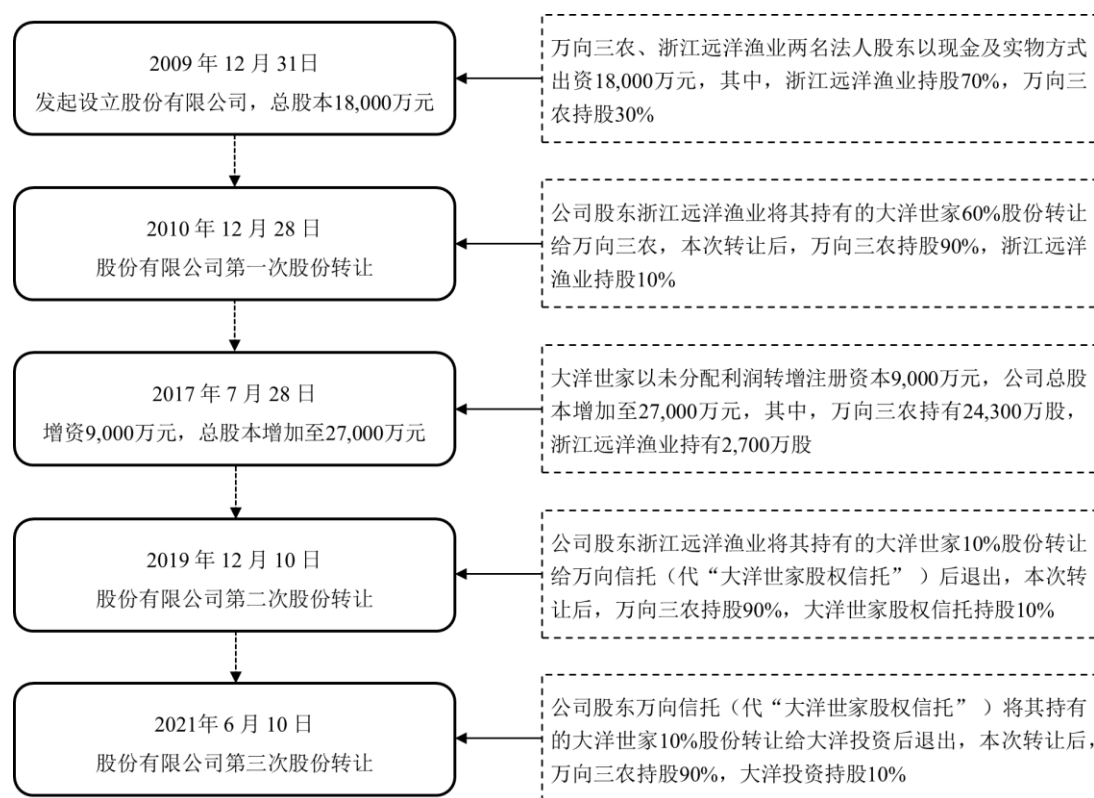 2009 年 12 月 31日
发起设立股份有限公司，总股本18,000万元
万向三农、浙江远洋渔业两名法人股东以现金及实物方式
出资18,000万元，其中，浙江远洋渔业持股70%，万向三
农持股30%
2010 年 12 月 28 日
股份有限公司第一次股份转让
公司股东浙江远洋渔业将其持有的大洋世家60%股份转让
给万向三农，本次转让后，万向三农持股90%，浙江远洋
渔业持股10%
2017 年 7 月 28 日
增资9,000万元，总股本增加至27,000万元
大洋世家以未分配利润转增注册资本9,000万元，公司总股
本增加至27,000万元，其中，万向三农持有24,300万股，
浙江远洋渔业持有2,700万股
2019 年 12 月 10 日
股份有限公司第二次股份转让
公司股东浙江远洋渔业将其持有的大洋世家10%股份转让
给万向信托（代“大洋世家股权信托” ）后退出，本次转
让后，万向三农持股90%，大洋世家股权信托持股10%
2021年 6 月 10 日
股份有限公司第三次股份转让
公司股东万向信托（代“大洋世家股权信托” ）将其持有
的大洋世家10%股份转让给大洋投资后退出，本次转让后，
万向三农持股90%，大洋投资持股10%